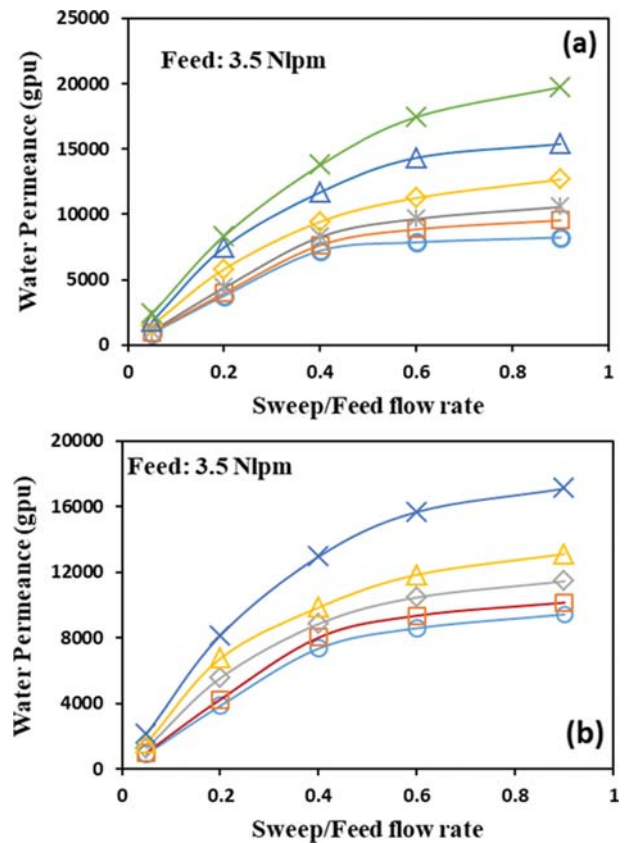 25000
20000
15000
10000
5000
0
Water Permeance (gpu)
Feed: 3.5 Nlpm
(a)
0 0.2 0.4 0.6 0.8 1
Sweep/Feed flow rate
20000
16000
12000
8000
4000
0
Water Permeance (gpu)
Feed: 3.5 Nlpm
(b)
0 0.2 0.4 0.6 0.8 1
Sweep/Feed flow rate